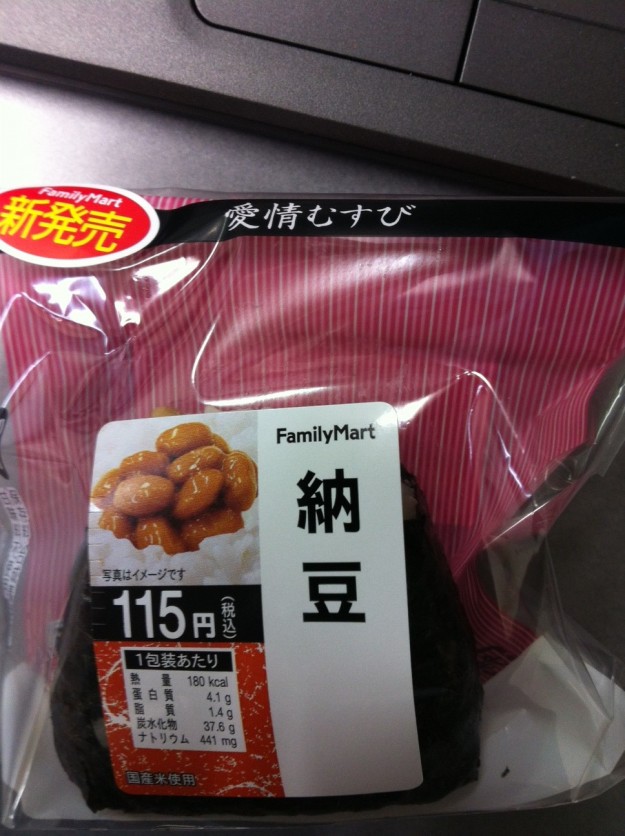 FamilyMart
新発売
愛情むすび
FamilyMart
納豆
写真はイメージです
115円(税込)
1包装あたり
熱量 180 kcal
蛋白質 4.1 g
脂質 1.4 g
炭水化物 37.6 g
ナトリウム 441 mg
国産米使用